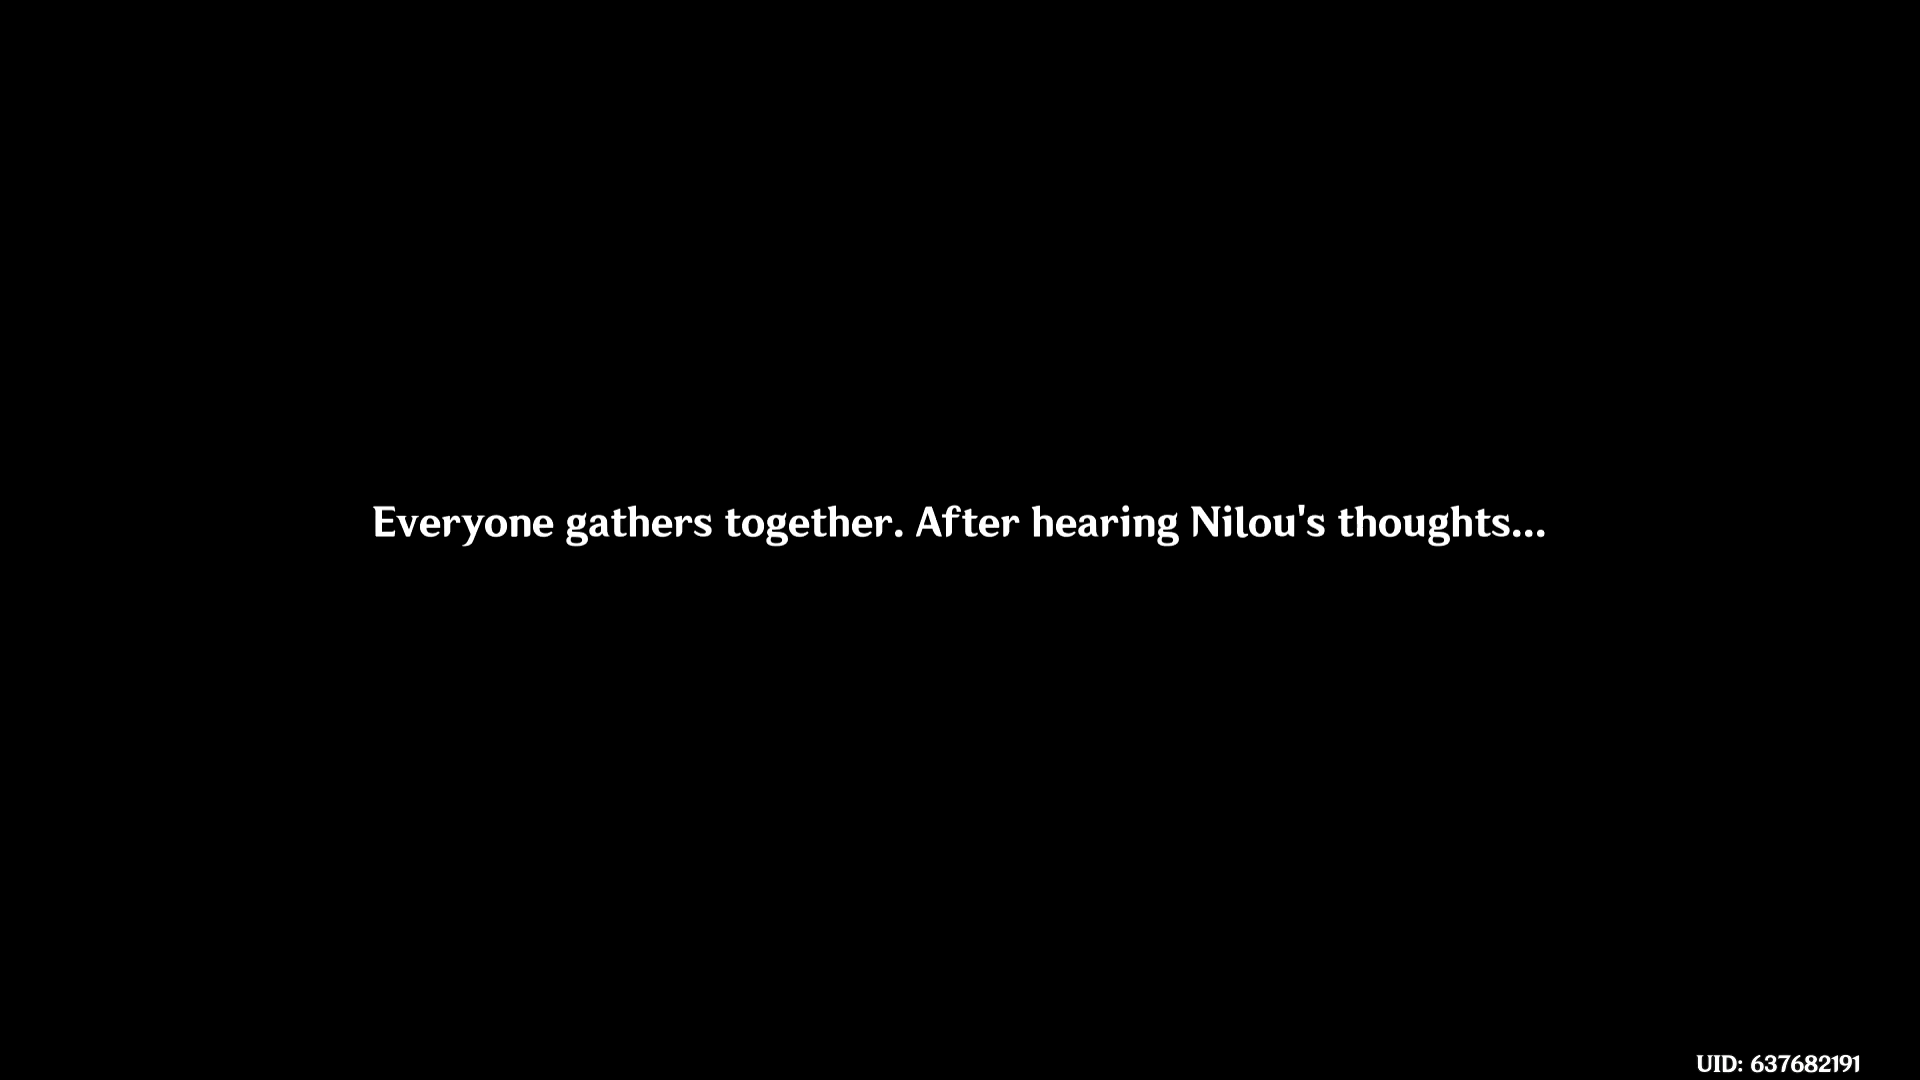 Everyone gathers together. After hearing Nilou's thoughts...
UID: 637682191